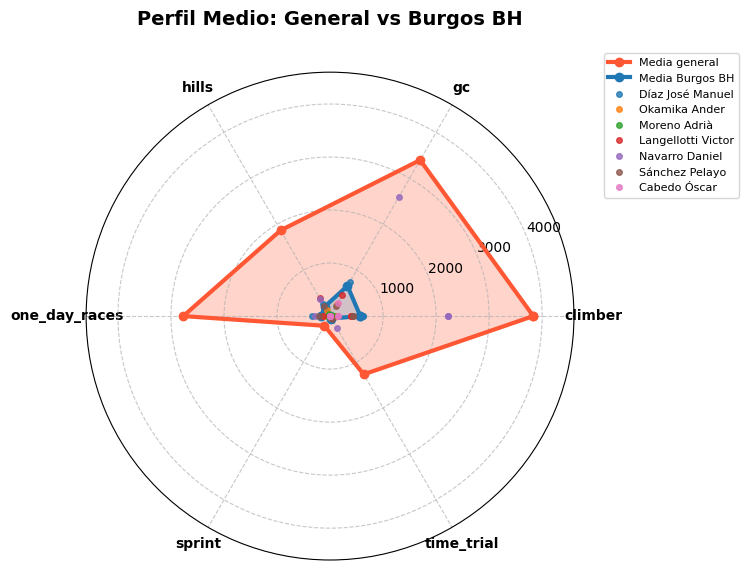 Perfil Medio: General vs Burgos BH
Media general
Media Burgos BH
Díaz José Manuel
Okamika Ander
Moreno Adrià
Langellotti Victor
Navarro Daniel
Sánchez Pelayo
Cabedo Óscar
hills
gc
4000
3000
2000
1000
one_day_races
climber
sprint
time_trial